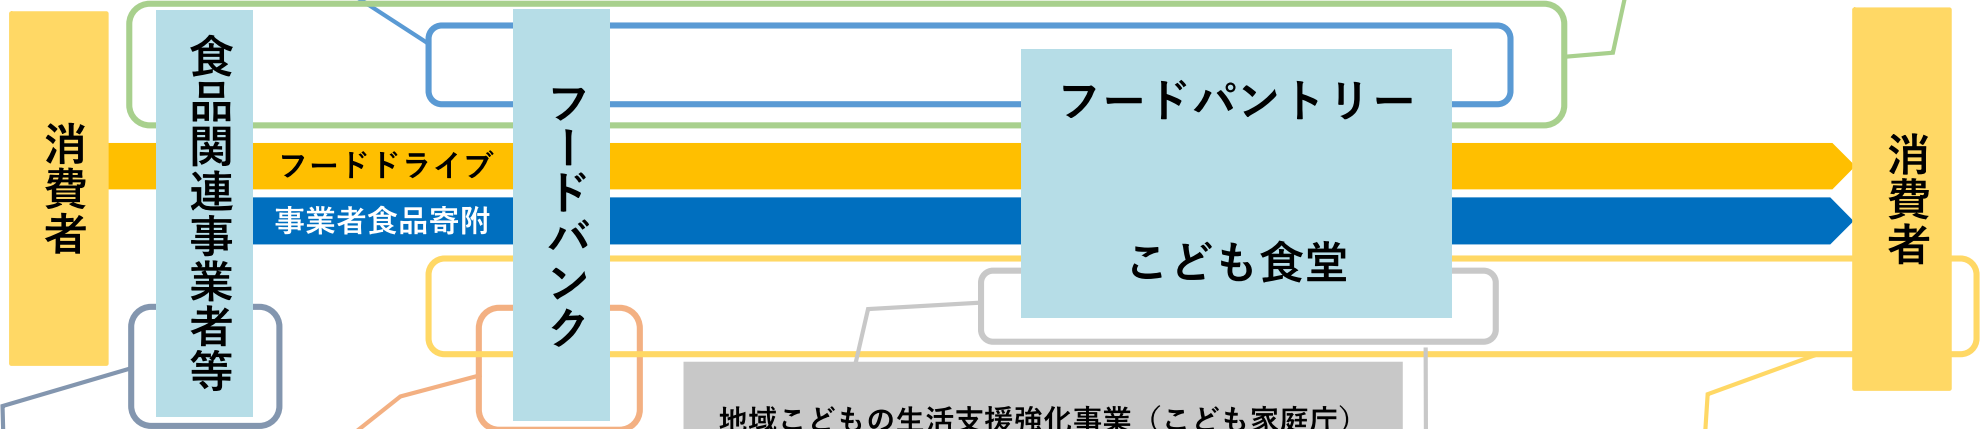 消費者
食品関連事業者等
フードドライブ
事業者食品寄附
フードバンク
フードパントリー
こども食堂
消費者
地域こどもの生活支援強化事業（こども家庭庁）